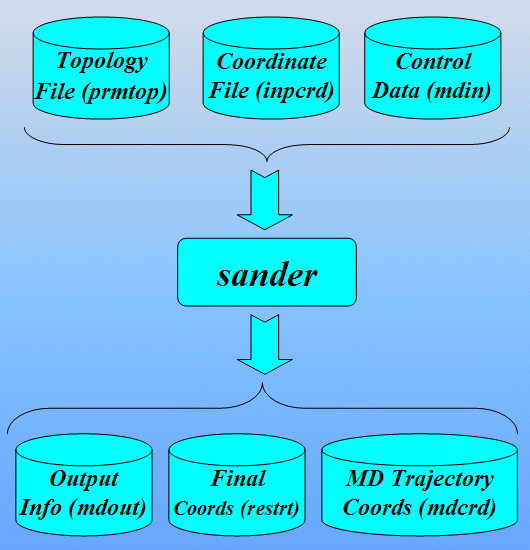 Topology
File (prmtop)
Coordinate
File (inpcrd)
Control
Data (mdin)
sander
Output
Info (mdout)
Final
Coords (restrt)
MD Trajectory
Coords (mdcrd)